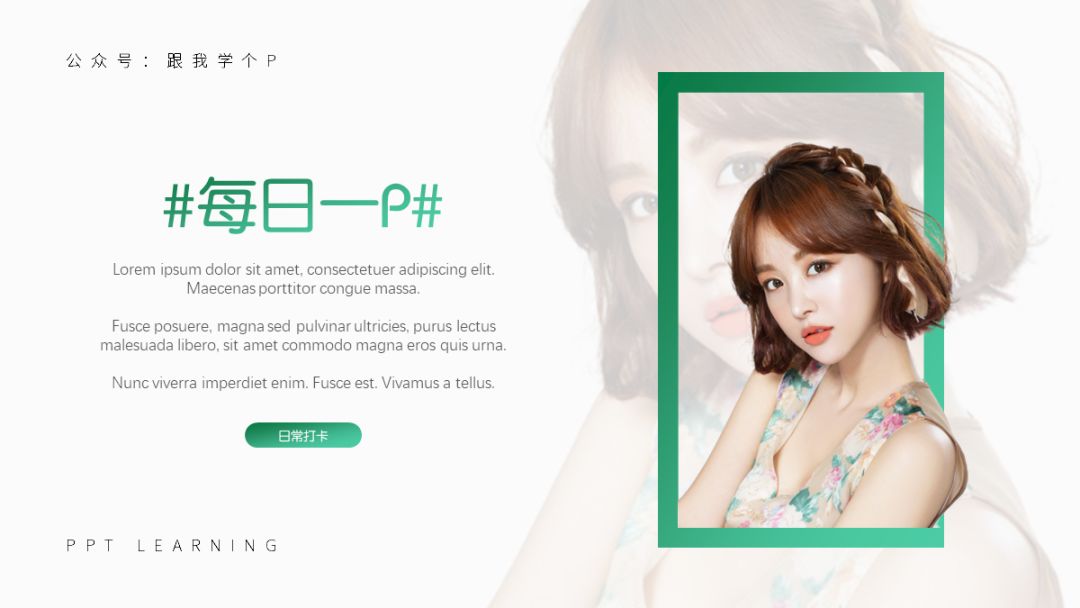 公众号：跟我学个P
#每日一P#
Lorem ipsum dolor sit amet, consectetuer adipiscing elit.
Maecenas porttitor congue massa.
Fusce posuere, magna sed pulvinar ultricies, purus lectus
malesuada libero, sit amet commodo magna eros quis urna.
Nunc viverra imperdiet enim. Fusce est. Vivamus a tellus.
日常打卡
PPT LEARNING